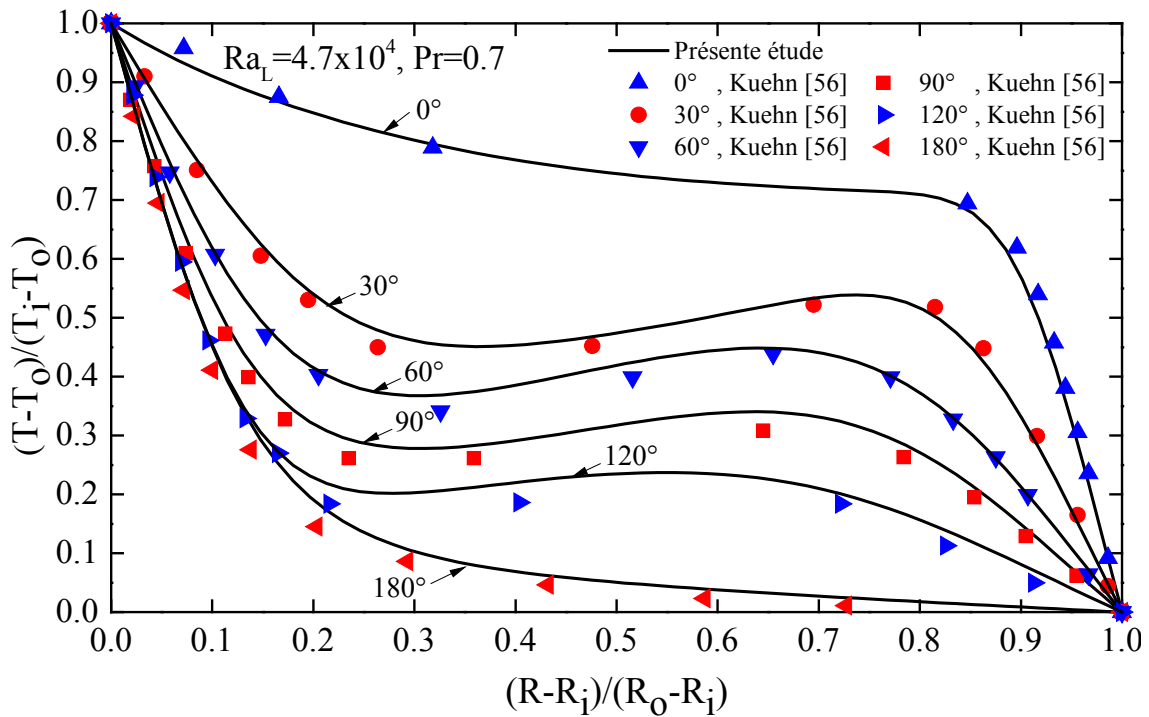 Ra_L=4.7x10^4, Pr=0.7
Présente étude
0° , Kuehn [56]
30° , Kuehn [56]
60° , Kuehn [56]
90° , Kuehn [56]
120° , Kuehn [56]
180° , Kuehn [56]
0°
30°
60°
90°
120°
180°
1.0
0.9
0.8
0.7
0.6
0.5
0.4
0.3
0.2
0.1
0.0
(T-T_o)/(T_i-T_o)
0.0 0.1 0.2 0.3 0.4 0.5 0.6 0.7 0.8 0.9 1.0
(R-R_i)/(R_o-R_i)